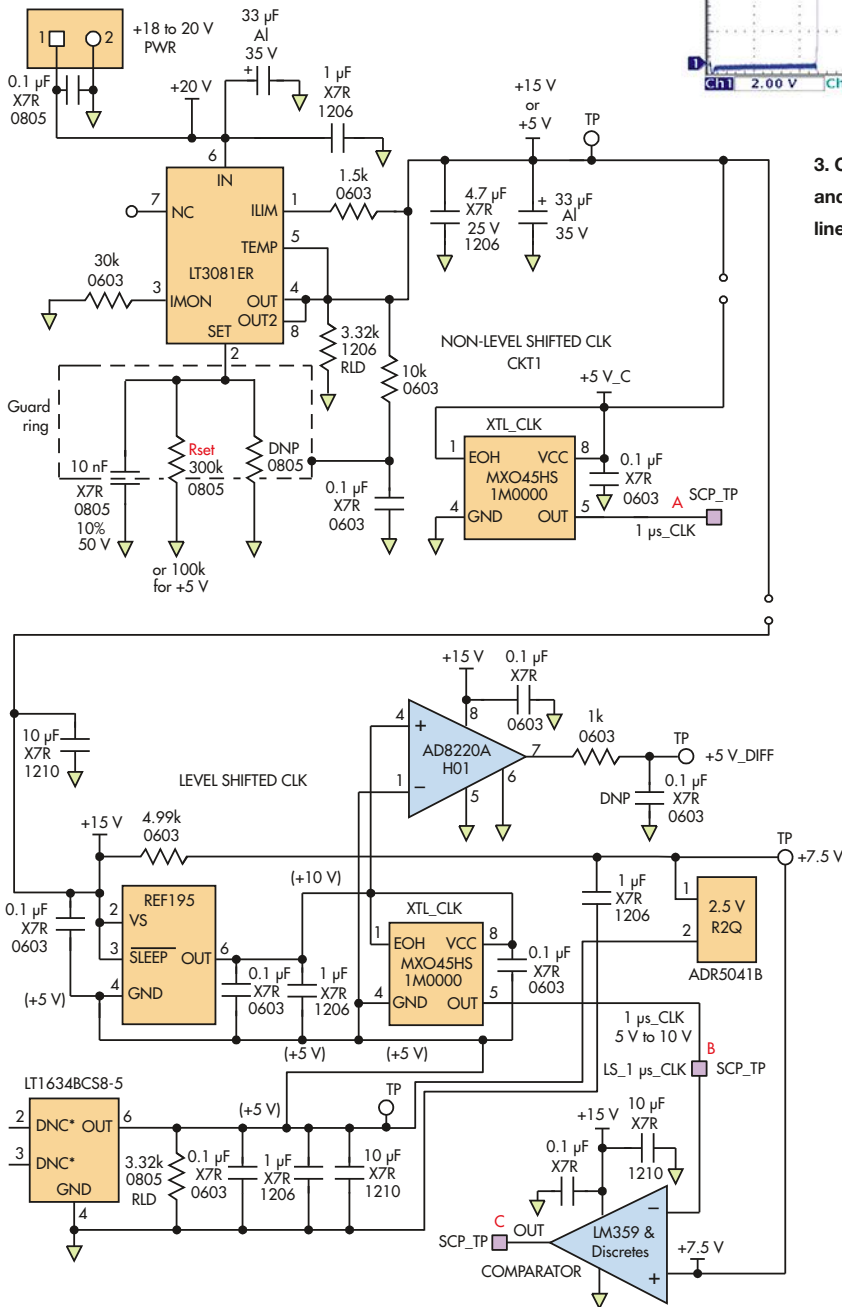 1
2
+18 to 20 V
PWR
0.1 µF
X7R
0805
+20 V
33 µF
Al
35 V
+
1 µF
X7R
1206
1
Ch1 2.00 V Ch
3. C
and
line
+15 V
or
+5 V
TP
6
IN
7
NC
ILIM
1
1.5k
0603
TEMP
5
LT3081ER
30k
0603
3
IMON
OUT
4
OUT2
8
SET
2
4.7 µF
X7R
25 V
1206
+
33 µF
Al
35 V
3.32k
1206
RLD
10k
0603
Guard
ring
10 nF
X7R
0805
10%
50 V
Rset
300k
0805
DNP
0805
0.1 µF
X7R
0603
or 100k
for +5 V
NON-LEVEL SHIFTED CLK
CKT1
+5 V_C
XTL_CLK
1
EOH
VCC
8
MXO45HS
1M0000
4
GND
OUT
5
0.1 µF
X7R
0603
A
SCP_TP
1 µs_CLK
10 µF
X7R
1210
LEVEL SHIFTED CLK
+15 V
0.1 µF
X7R
0603
8
4
+
AD8220A
H01
1
−
5
6
7
1k
0603
TP
+5 V_DIFF
DNP
0.1 µF
X7R
0603
+15 V
4.99k
0603
TP
+7.5 V
0.1 µF
X7R
0603
REF195
2
VS
3
SLEEP
OUT
6
4
GND
(+5 V)
(+10 V)
0.1 µF
X7R
0603
1 µF
X7R
1206
XTL_CLK
1
EOH
VCC
8
MXO45HS
1M0000
4
GND
OUT
5
0.1 µF
X7R
0603
1 µF
X7R
1206
1
2.5 V
2
R2Q
ADR5041B
(+5 V)
(+5 V)
1 µs_CLK
5 V to 10 V
B
LS_1 µs_CLK
SCP_TP
LT1634BCS8-5
2
DNC*
OUT
6
3
DNC*
GND
4
(+5 V)
TP
3.32k
0805
RLD
0.1 µF
X7R
0603
1 µF
X7R
1206
10 µF
X7R
1210
+15 V
10 µF
X7R
1210
0.1 µF
X7R
−
LM359 &
Discretes
+
C
SCP_TP
OUT
COMPARATOR
+7.5 V